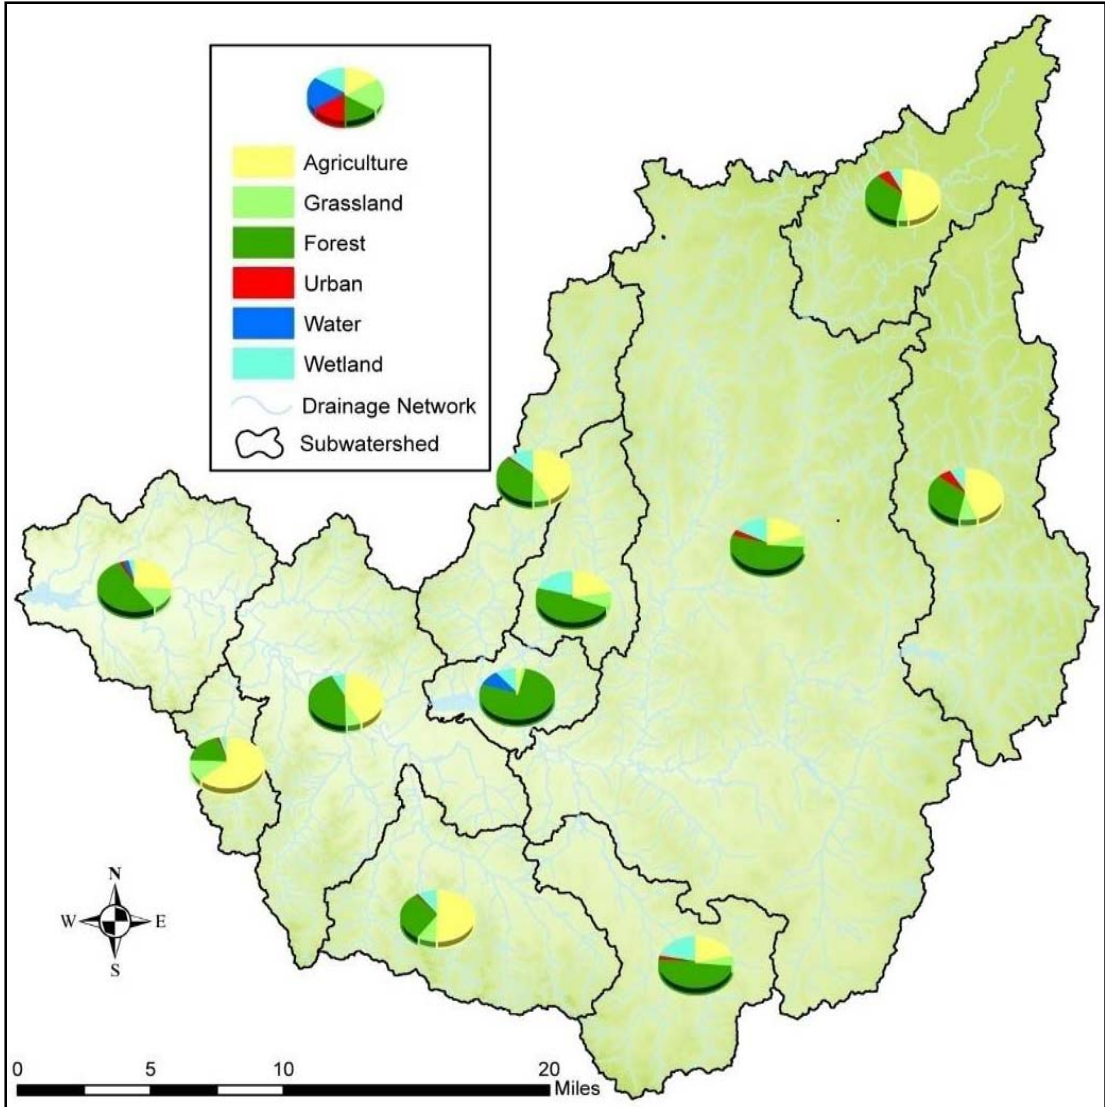 Agriculture
Grassland
Forest
Urban
Water
Wetland
Drainage Network
Subwatershed
N
W E
S
0 5 10 20
Miles